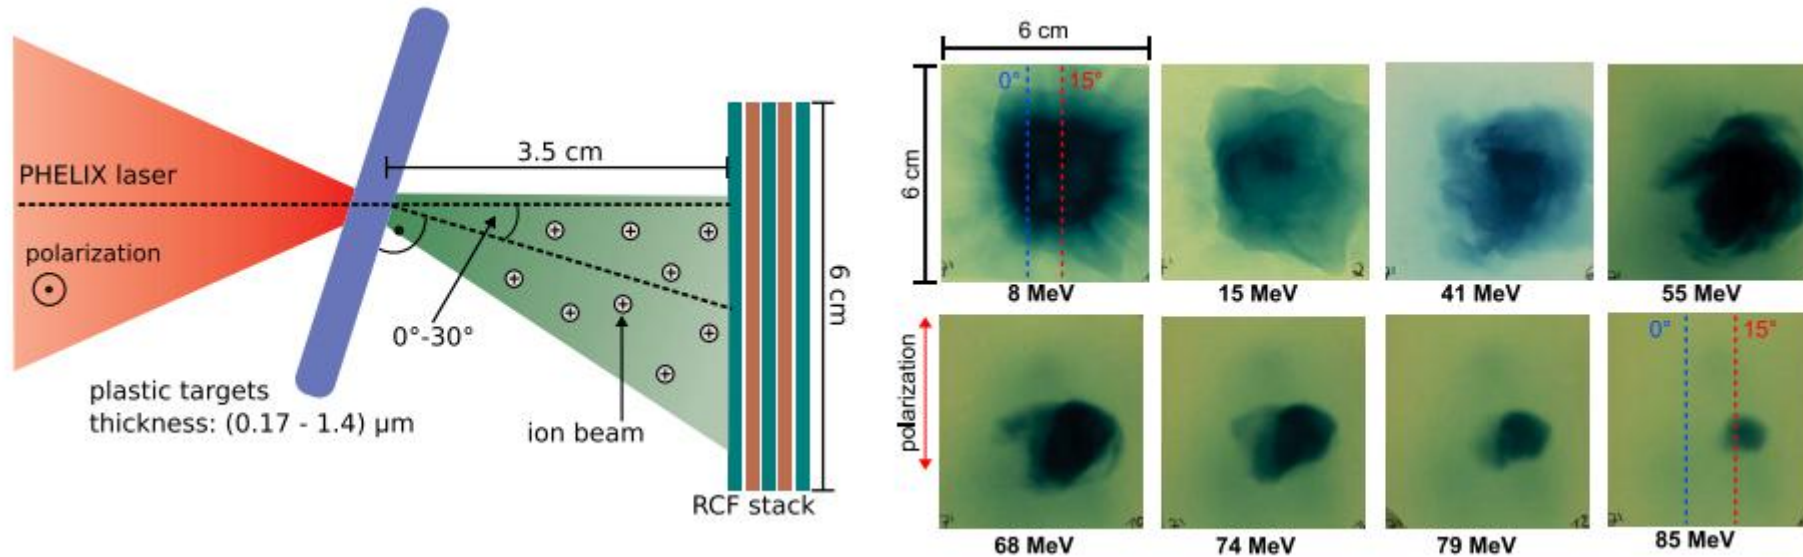 PHELIX laser
polarization
3.5 cm
0°-30°
6 cm
plastic targets
thickness: (0.17 - 1.4) µm
ion beam
RCF stack
6 cm
6 cm
0°
15°
8 MeV
15 MeV
41 MeV
55 MeV
polarization
0°
15°
68 MeV
74 MeV
79 MeV
85 MeV